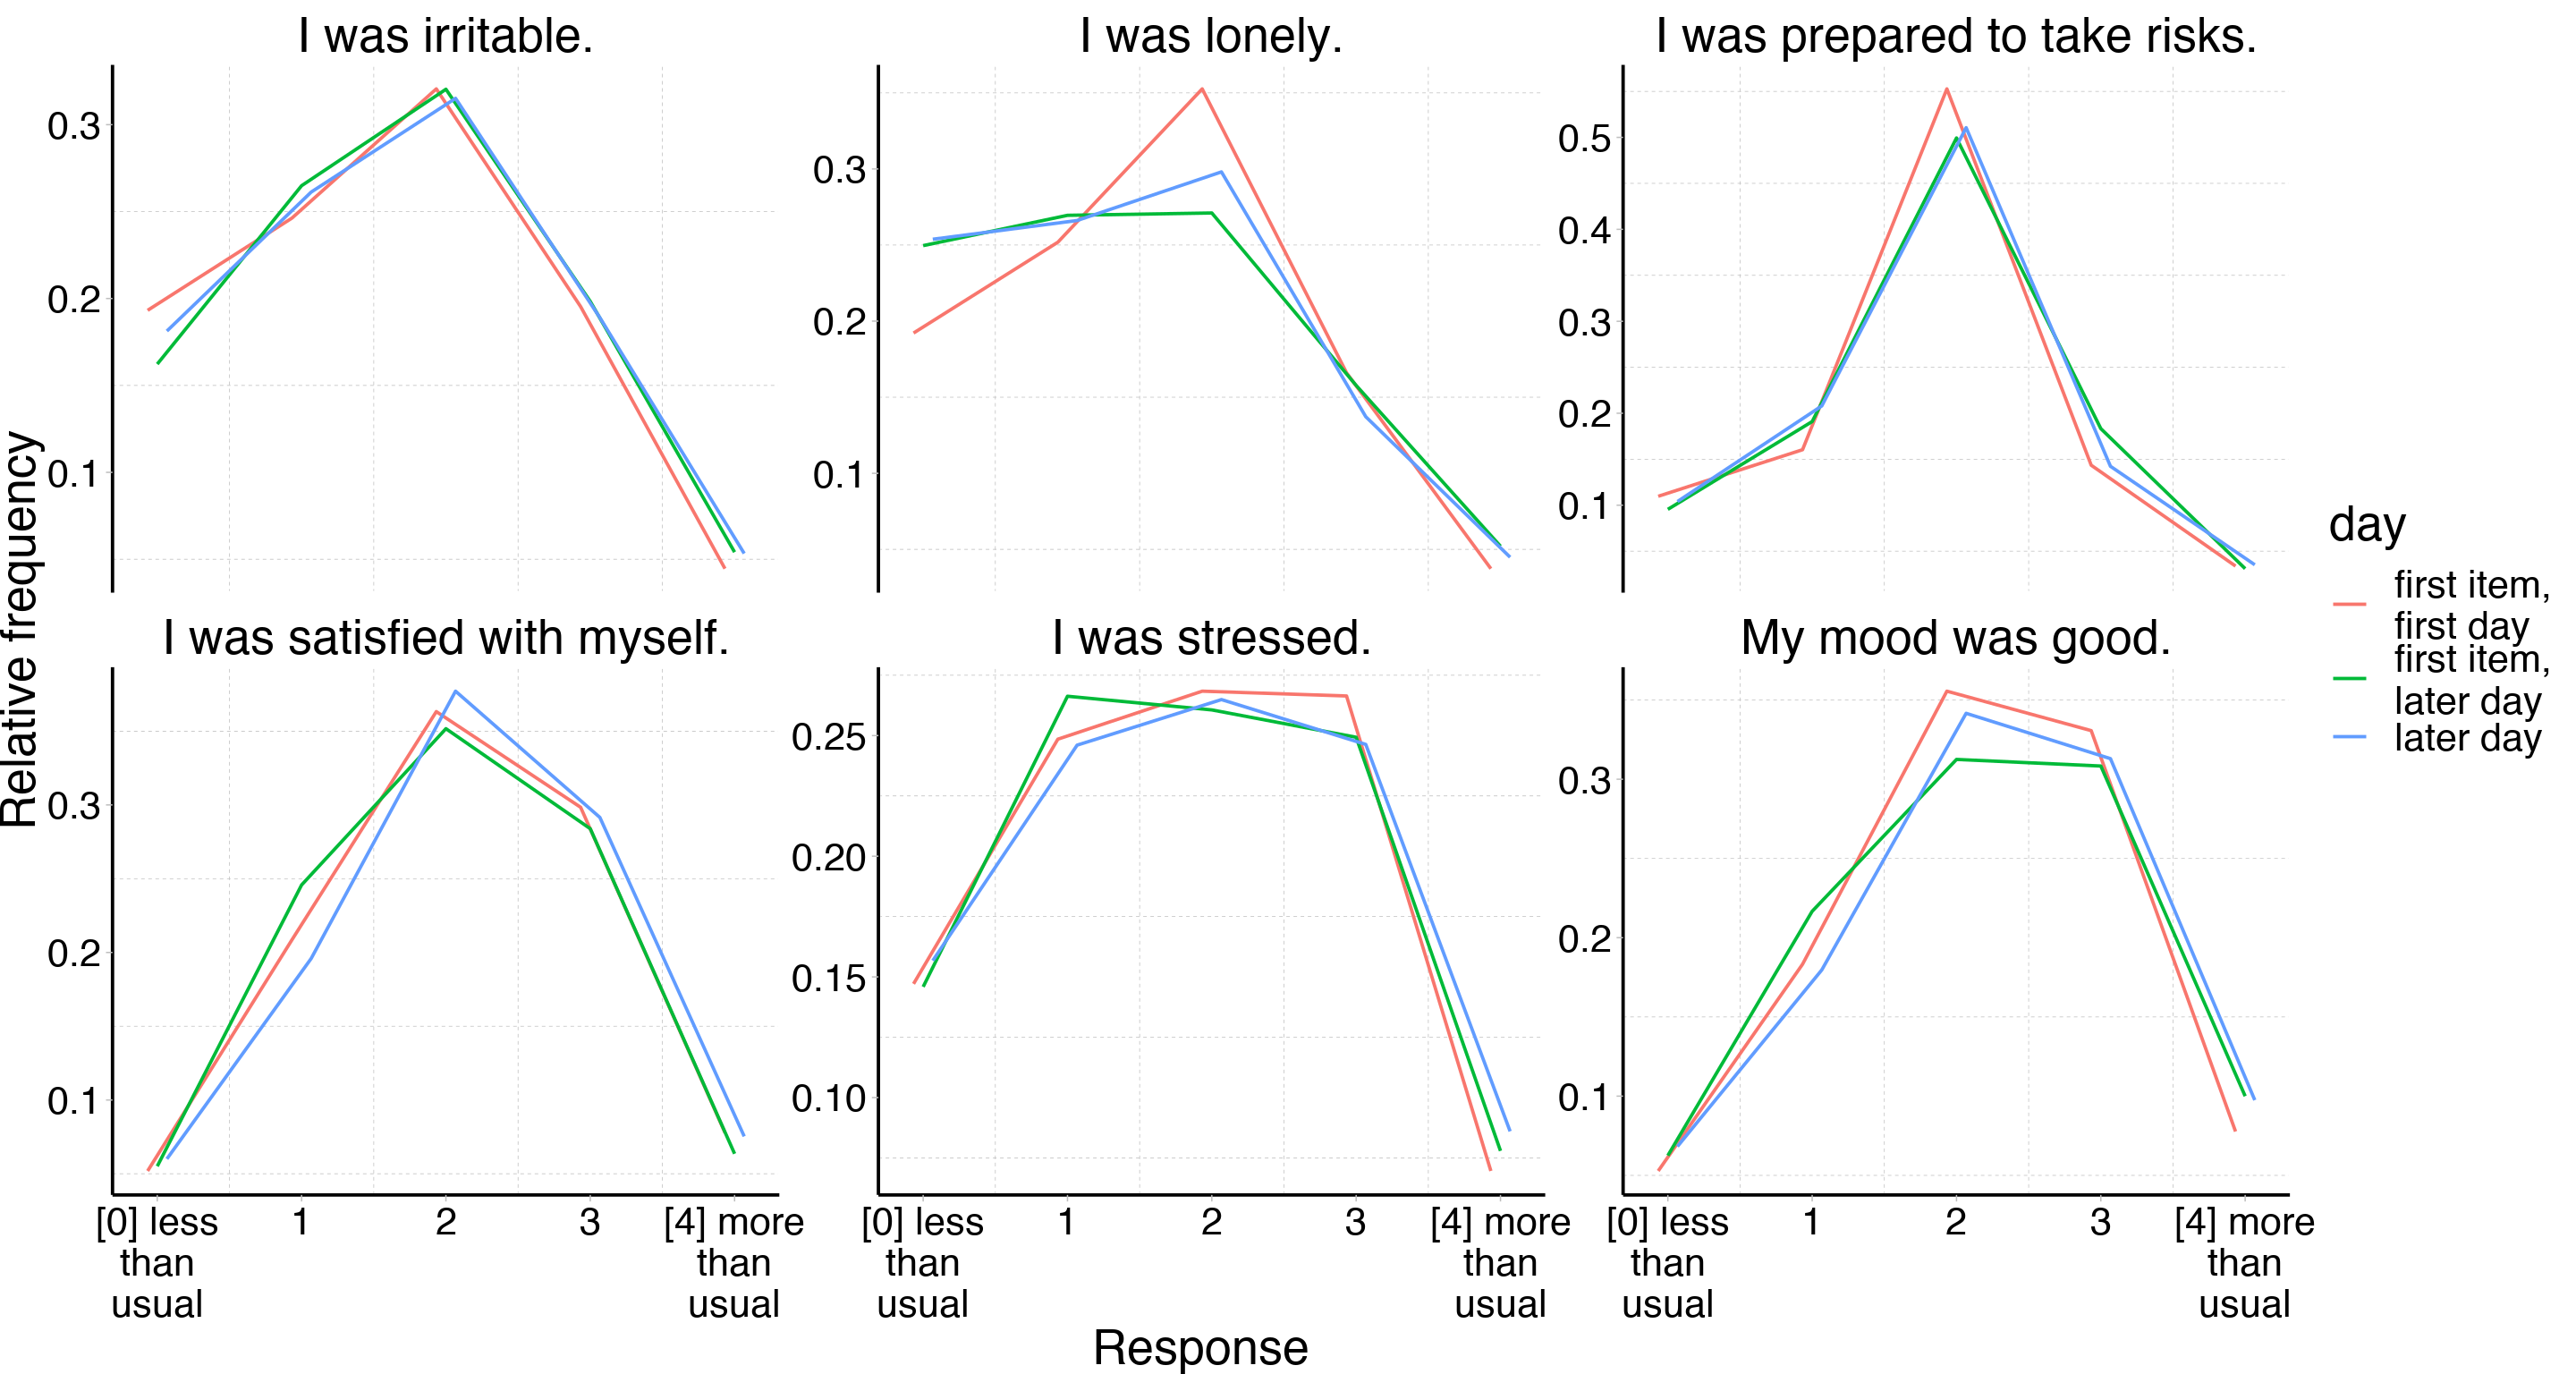 I was irritable.
I was lonely.
I was prepared to take risks.
0.3
0.2
0.1
0.3
0.2
0.1
0.5
0.4
0.3
0.2
0.1
Relative frequency
I was satisfied with myself.
I was stressed.
My mood was good.
0.3
0.2
0.1
0.25
0.20
0.15
0.10
0.3
0.2
0.1
[0] less
than
usual
1
2
3
[4] more
than
usual
[0] less
than
usual
1
2
3
[4] more
than
usual
[0] less
than
usual
1
2
3
[4] more
than
usual
Response
day
first item,
first day
first item,
later day
later day